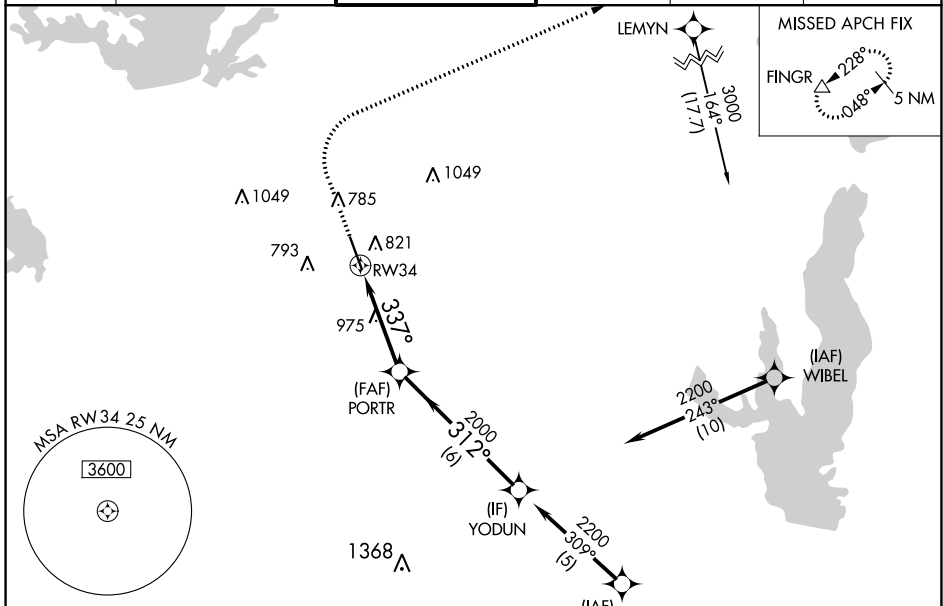 LEMYN
3000
164°
(17.7)
MISSED APCH FIX
FINGR
228°
048°
5 NM
1049
785
1049
793
821
RW34
975
337°
(FAF)
PORTR
2000
312°
(6)
(IAF)
WIBEL
2200
243°
(10)
MSA RW34 25 NM
3600
(IF)
YODUN
2200
309°
(5)
1368
(IAF)